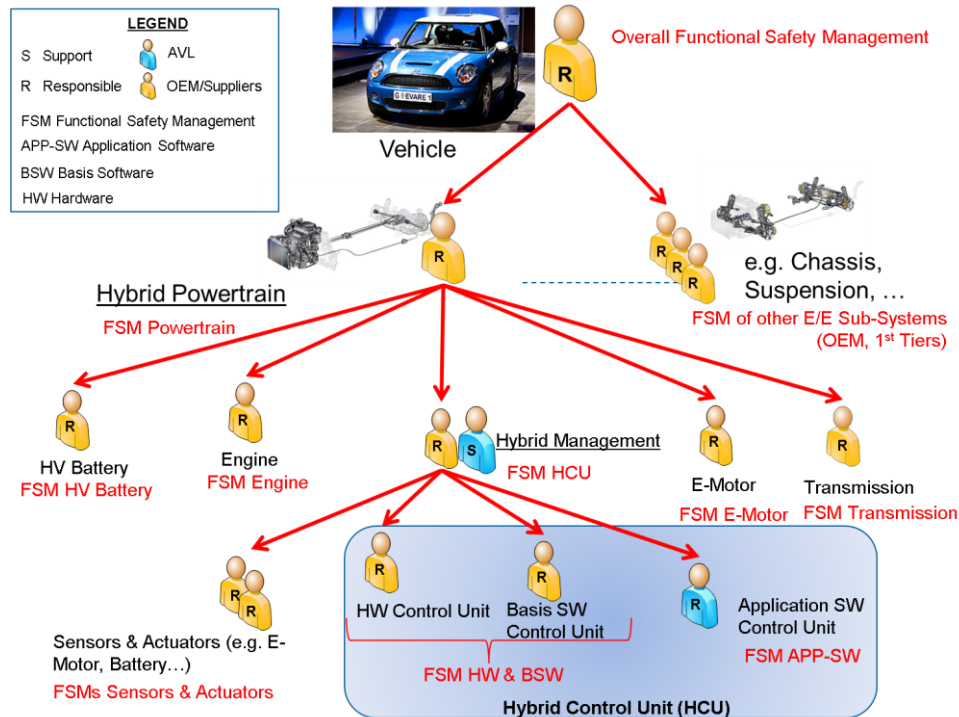 LEGEND
S Support
AVL
R Responsible
OEM/Suppliers
FSM Functional Safety Management
APP-SW Application Software
BSW Basis Software
HW Hardware
R
Overall Functional Safety Management
Vehicle
R
R
R
R
Hybrid Powertrain
FSM Powertrain
e.g. Chassis,
Suspension, …
FSM of other E/E Sub-Systems
(OEM, 1st Tiers)
R
HV Battery
FSM HV Battery
R
Engine
FSM Engine
R
S
Hybrid Management
FSM HCU
R
E-Motor
FSM E-Motor
R
Transmission
FSM Transmission
R
R
Sensors & Actuators (e.g. E-
Motor, Battery…)
FSMs Sensors & Actuators
R
HW Control Unit
R
Basis SW
Control Unit
FSM HW & BSW
R
Application SW
Control Unit
FSM APP-SW
Hybrid Control Unit (HCU)